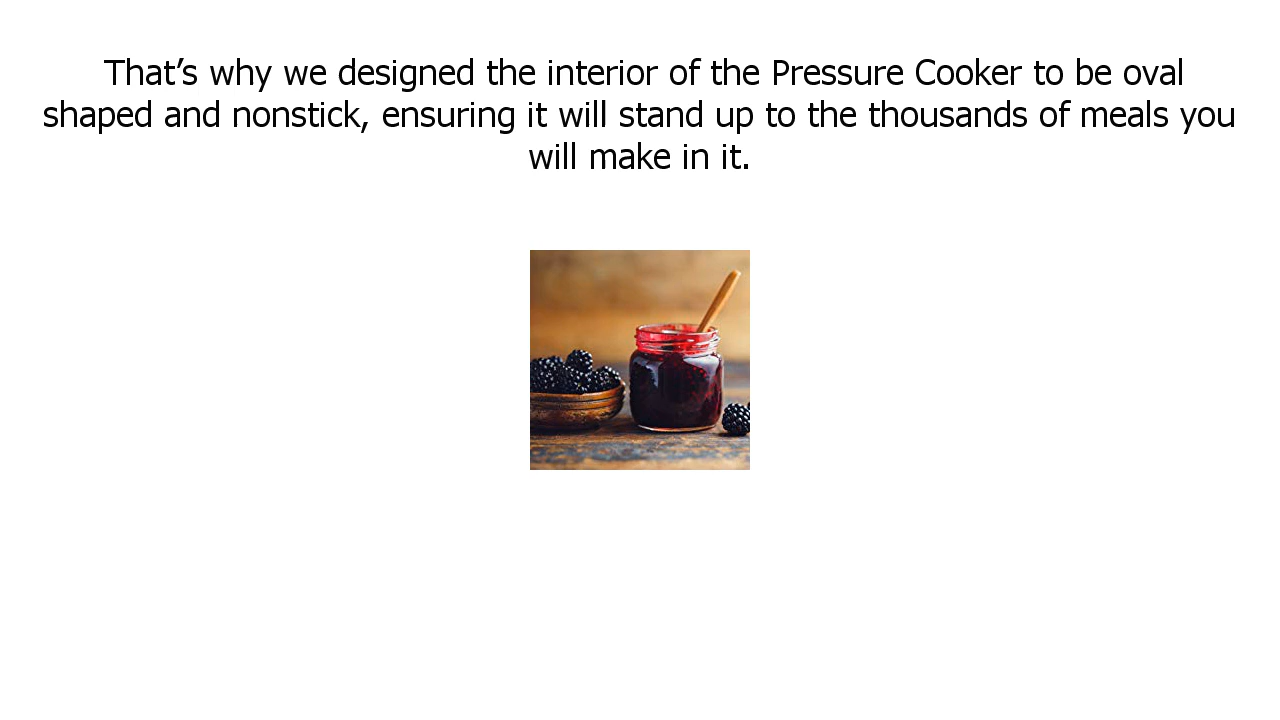 That’s why we designed the interior of the Pressure Cooker to be oval
shaped and nonstick, ensuring it will stand up to the thousands of meals you
will make in it.